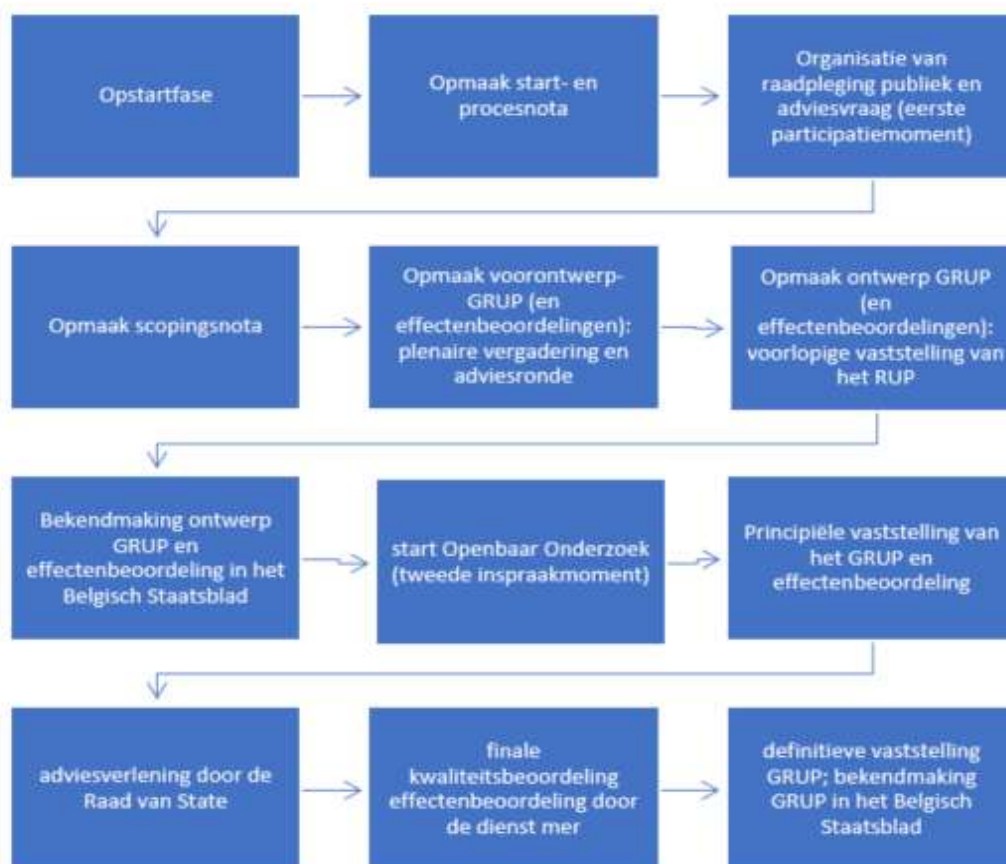 Opstartfase
Opmaak start- en
procesnota
Organisatie van
raadpleging publiek en
adviesvraag (eerste
participatiemoment)
Opmaak scopingsnota
Opmaak voorontwerp-
GRUP (en
effectenbeoordelingen):
plenaire vergadering en
adviesronde
Opmaak ontwerp GRUP
(en
effectenbeoordelingen):
voorlopige vaststelling van
het RUP
Bekendmaking ontwerp
GRUP en
effectenbeoordeling in het
Belgisch Staatsblad
start Openbaar Onderzoek
(tweede inspraakmoment)
Principiële vaststelling van
het GRUP en
effectenbeoordeling
adviesverlening door de
Raad van State
finale
kwaliteitsbeoordeling
effectenbeoordeling door
de dienst mer
definitieve vaststelling
GRUP; bekendmaking
GRUP in het Belgisch
Staatsblad